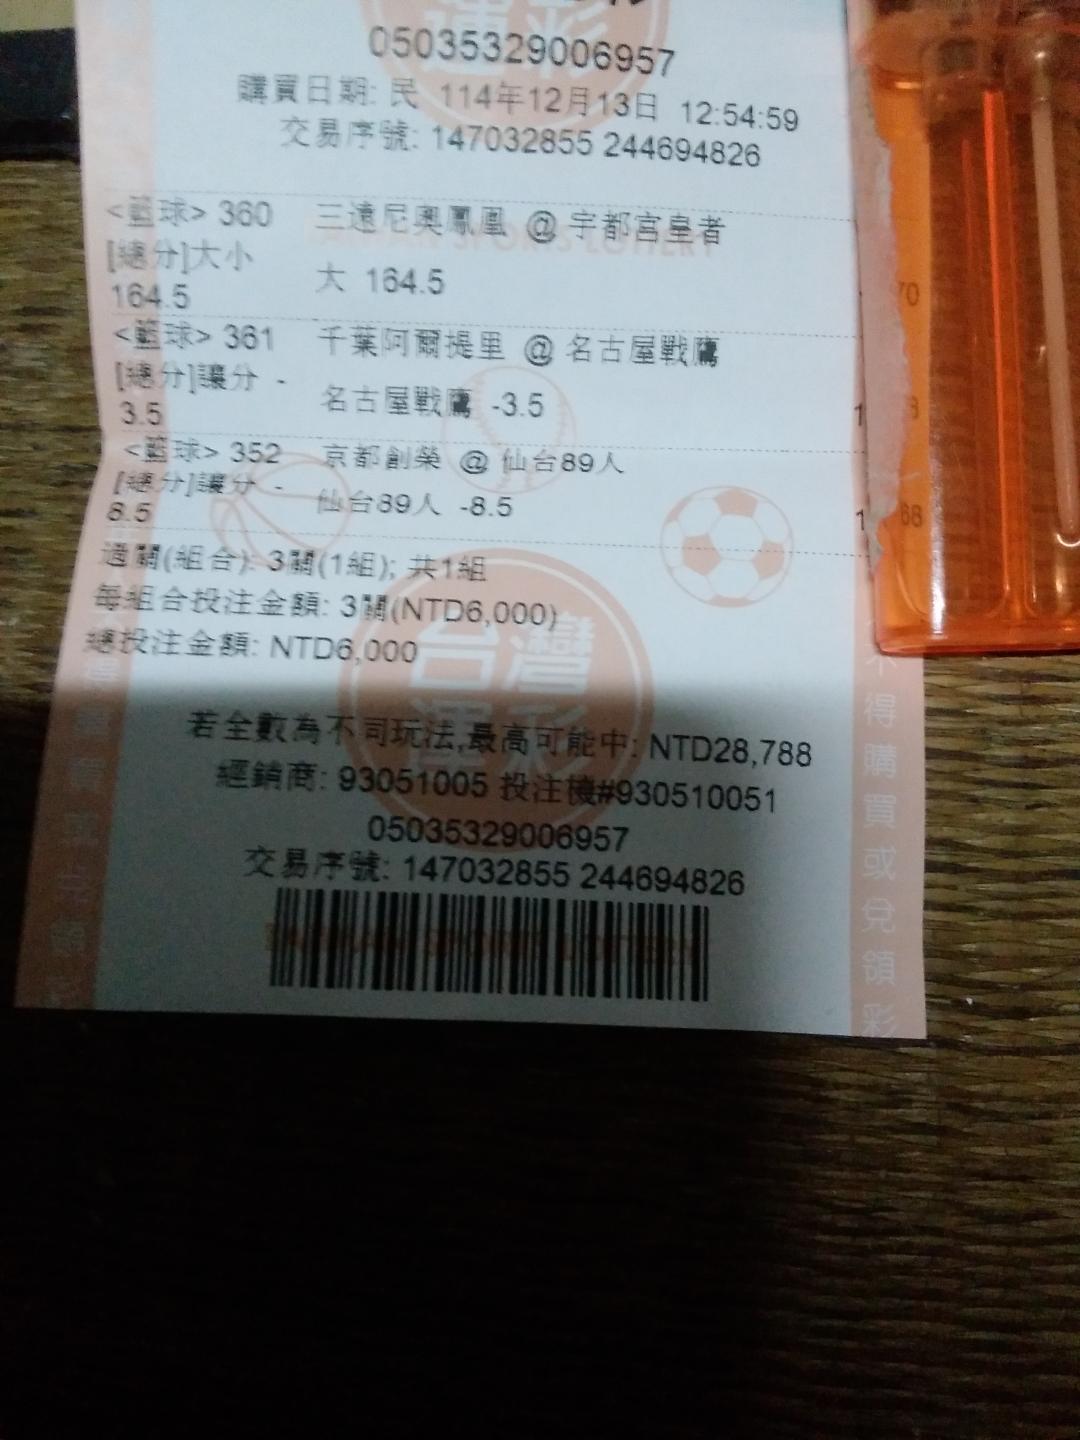 05035329006957
購買日期: 民 114年12月13日 12:54:59
交易序號: 147032855 244694826
<籃球> 360 三遠尼奧鳳凰 @ 宇都宮皇者
[總分]大小
164.5 大 164.5
<籃球> 361 千葉阿爾提里 @ 名古屋戰鷹
[總分]讓分 -
3.5 名古屋戰鷹 -3.5
<籃球> 352 京都創榮 @ 仙台89人
[總分]讓分 -
8.5 仙台89人 -8.5
過關(組合): 3關(1組); 共1組
每組合投注金額: 3關(NTD6,000)
總投注金額: NTD6,000
台灣
運彩
若全數為不同玩法,最高可能中: NTD28,788
經銷商: 93051005 投注機#930510051
05035329006957
交易序號: 147032855 244694826
TAIWAN SPORTS LOTTERY
不得購買或兌領彩